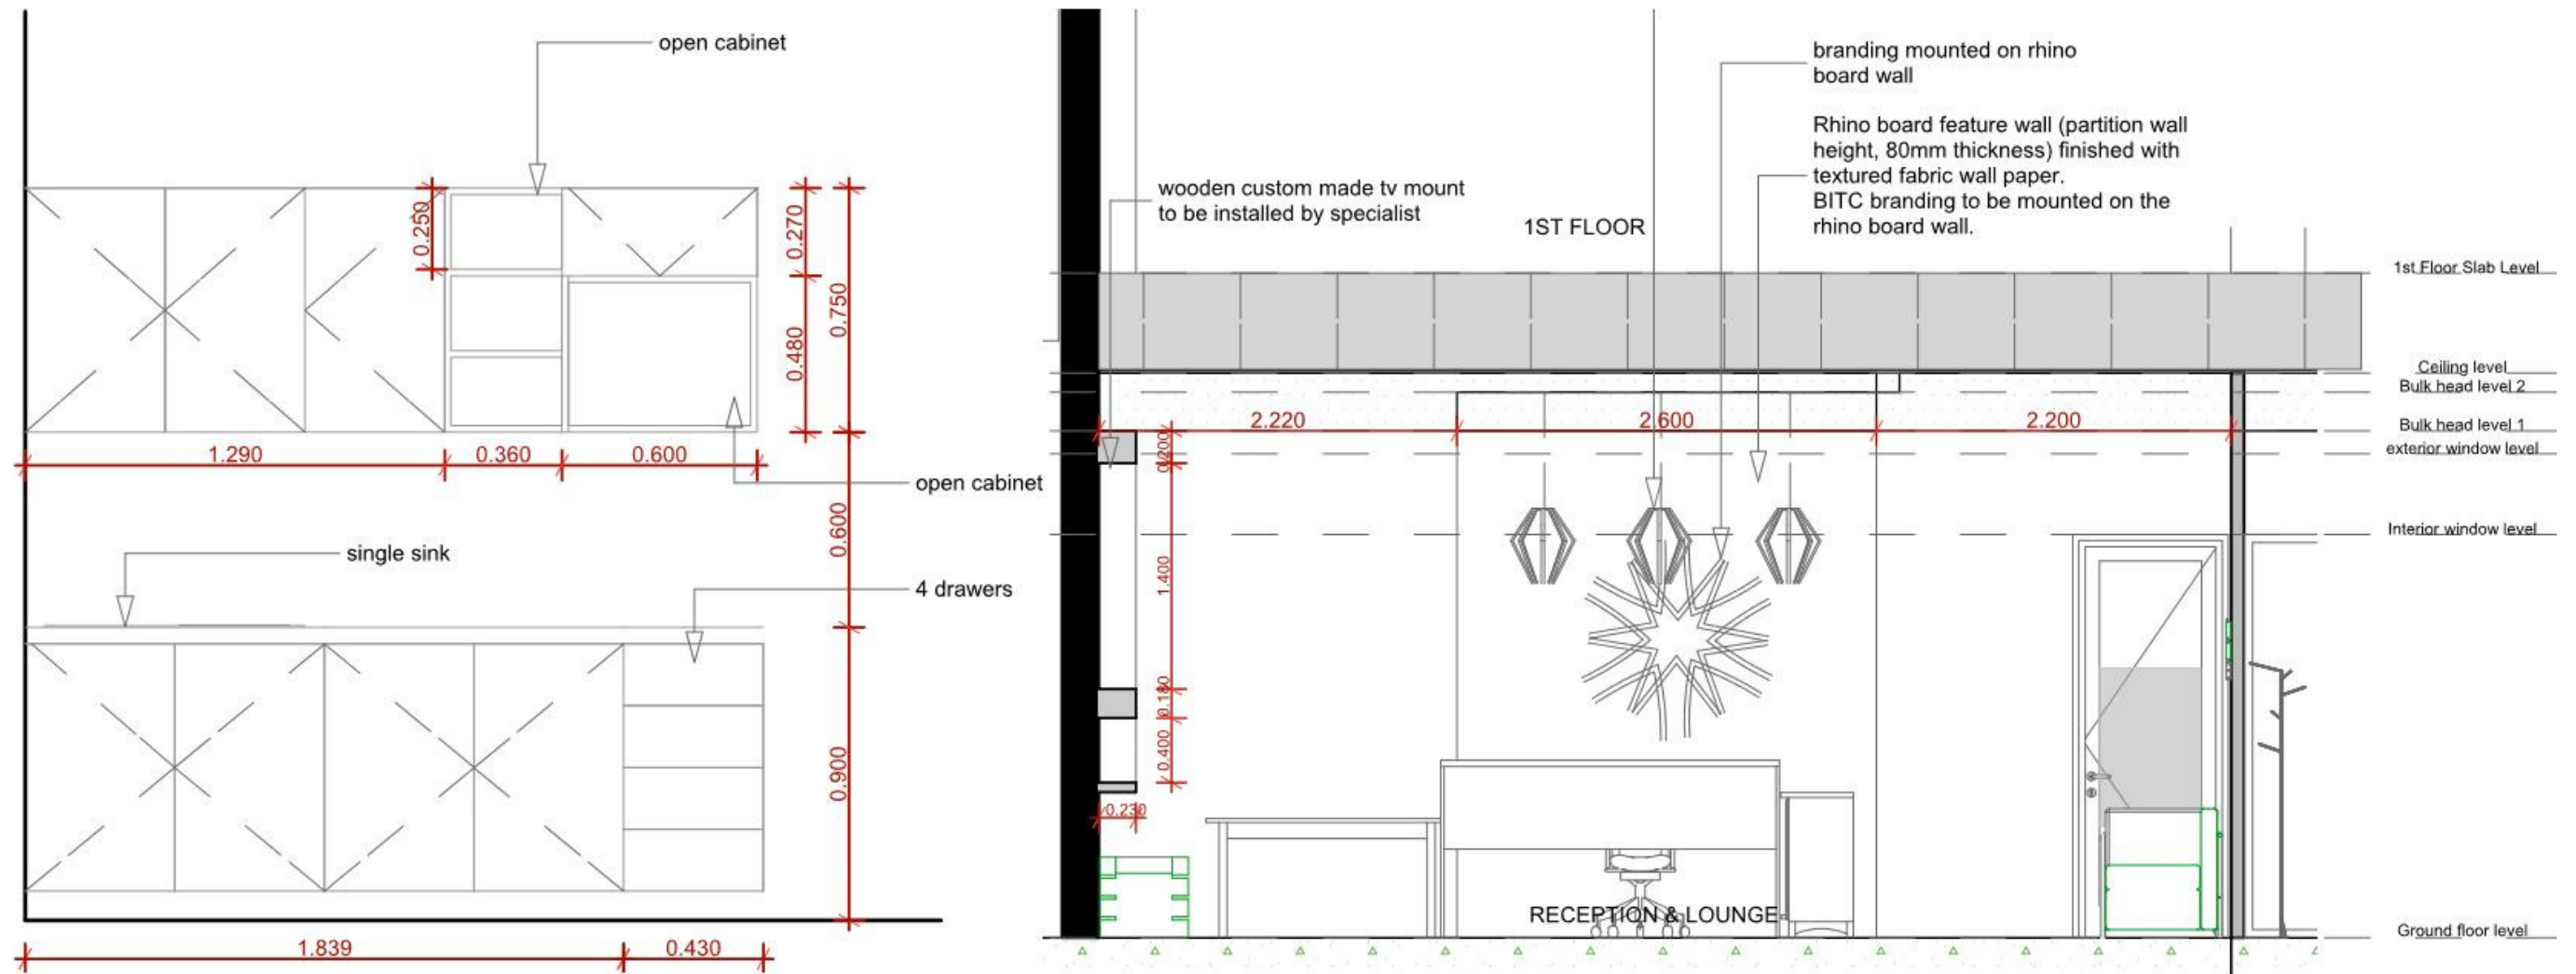 open cabinet
0.250
0.270
0.480
0.750
1.290
0.360
0.600
open cabinet
0.600
single sink
4 drawers
0.900
1.839
0.430
branding mounted on rhino
board wall
Rhino board feature wall (partition wall
height, 80mm thickness) finished with
textured fabric wall paper.
BITC branding to be mounted on the
rhino board wall.
wooden custom made tv mount
to be installed by specialist
1ST FLOOR
1st Floor Slab Level
Ceiling level
Bulk head level 2
Bulk head level 1
exterior window level
Interior window level
Ground floor level
2.220
2.600
2.200
0.200
1.400
0.180
0.400
0.230
RECEPTION & LOUNGE